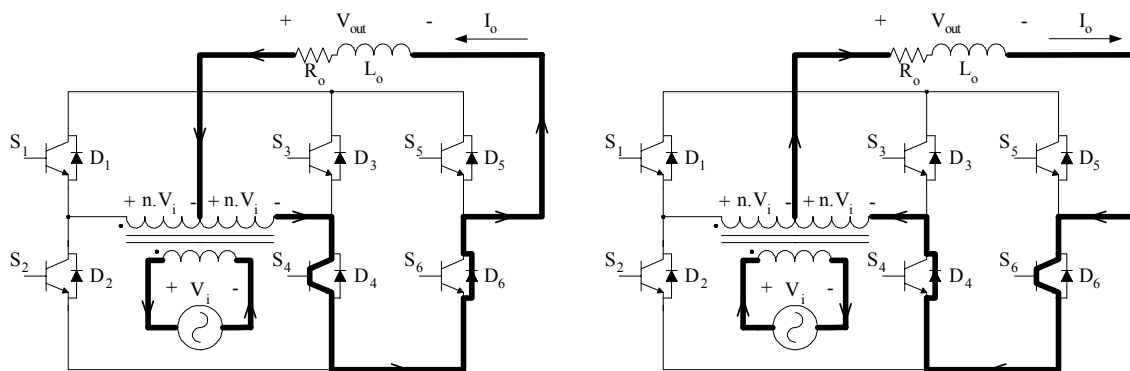 + V_out - I_o
R_o L_o
S_1 D_1 S_3 D_3 S_5 D_5
+ n.V_i - + n.V_i -
S_2 D_2 S_4 D_4 S_6 D_6
+ V_i -
+ V_out - I_o
R_o L_o
S_1 D_1 S_3 D_3 S_5 D_5
+ n.V_i - + n.V_i -
S_2 D_2 S_4 D_4 S_6 D_6
+ V_i -